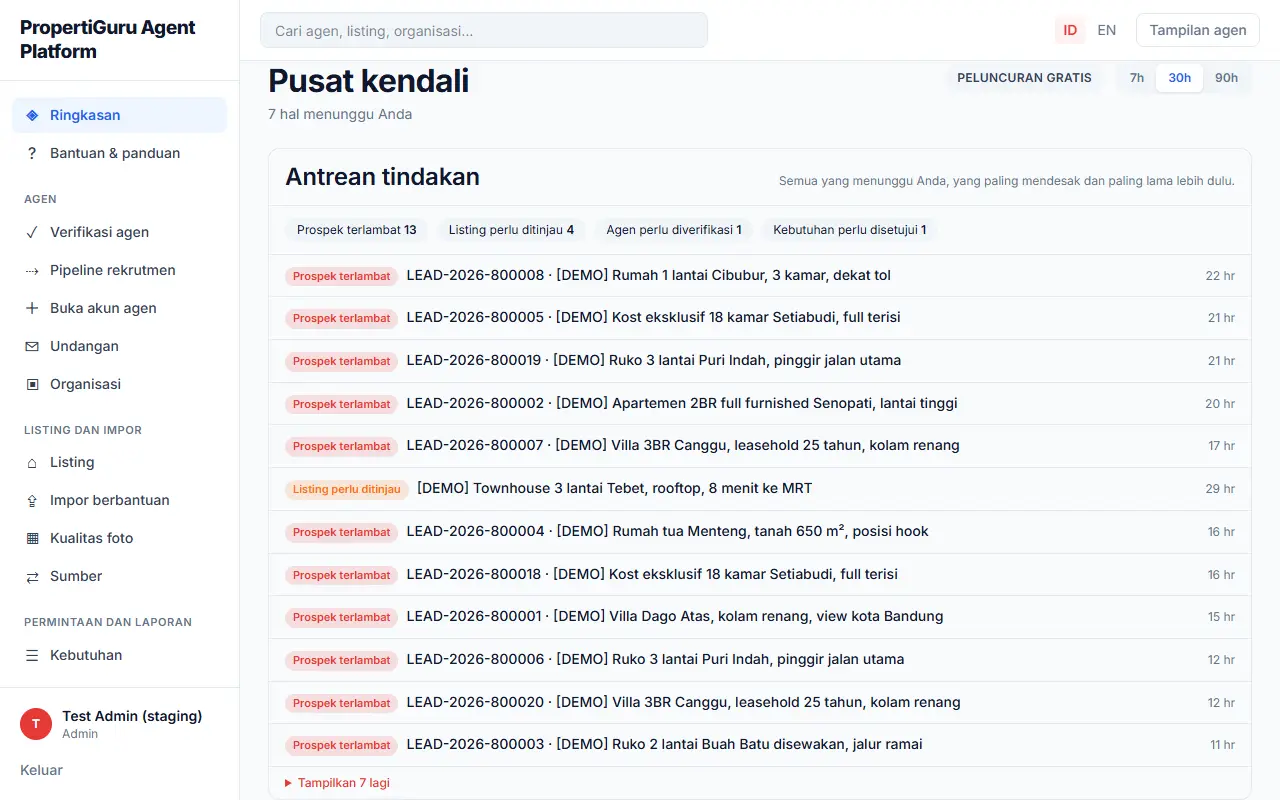 PropertiGuru Agent
Platform
Cari agen, listing, organisasi...
ID
EN
Tampilan agen
Ringkasan
? Bantuan & panduan
AGEN
Verifikasi agen
Pipeline rekrutmen
Buka akun agen
Undangan
Organisasi
LISTING DAN IMPOR
Listing
Impor berbantuan
Kualitas foto
Sumber
PERMINTAAN DAN LAPORAN
Kebutuhan
T
Test Admin (staging)
Admin
Keluar
Pusat kendali
7 hal menunggu Anda
PELUNCURAN GRATIS
7h
30h
90h
Antrean tindakan
Semua yang menunggu Anda, yang paling mendesak dan paling lama lebih dulu.
Prospek terlambat 13
Listing perlu ditinjau 4
Agen perlu diverifikasi 1
Kebutuhan perlu disetujui 1
Prospek terlambat LEAD-2026-800008 · [DEMO] Rumah 1 lantai Cibubur, 3 kamar, dekat tol 22 hr
Prospek terlambat LEAD-2026-800005 · [DEMO] Kost eksklusif 18 kamar Setiabudi, full terisi 21 hr
Prospek terlambat LEAD-2026-800019 · [DEMO] Ruko 3 lantai Puri Indah, pinggir jalan utama 21 hr
Prospek terlambat LEAD-2026-800002 · [DEMO] Apartemen 2BR full furnished Senopati, lantai tinggi 20 hr
Prospek terlambat LEAD-2026-800007 · [DEMO] Villa 3BR Canggu, leasehold 25 tahun, kolam renang 17 hr
Listing perlu ditinjau [DEMO] Townhouse 3 lantai Tebet, rooftop, 8 menit ke MRT 29 hr
Prospek terlambat LEAD-2026-800004 · [DEMO] Rumah tua Menteng, tanah 650 m², posisi hook 16 hr
Prospek terlambat LEAD-2026-800018 · [DEMO] Kost eksklusif 18 kamar Setiabudi, full terisi 16 hr
Prospek terlambat LEAD-2026-800001 · [DEMO] Villa Dago Atas, kolam renang, view kota Bandung 15 hr
Prospek terlambat LEAD-2026-800006 · [DEMO] Ruko 3 lantai Puri Indah, pinggir jalan utama 12 hr
Prospek terlambat LEAD-2026-800020 · [DEMO] Villa 3BR Canggu, leasehold 25 tahun, kolam renang 12 hr
Prospek terlambat LEAD-2026-800003 · [DEMO] Ruko 2 lantai Buah Batu disewakan, jalur ramai 11 hr
Tampilkan 7 lagi